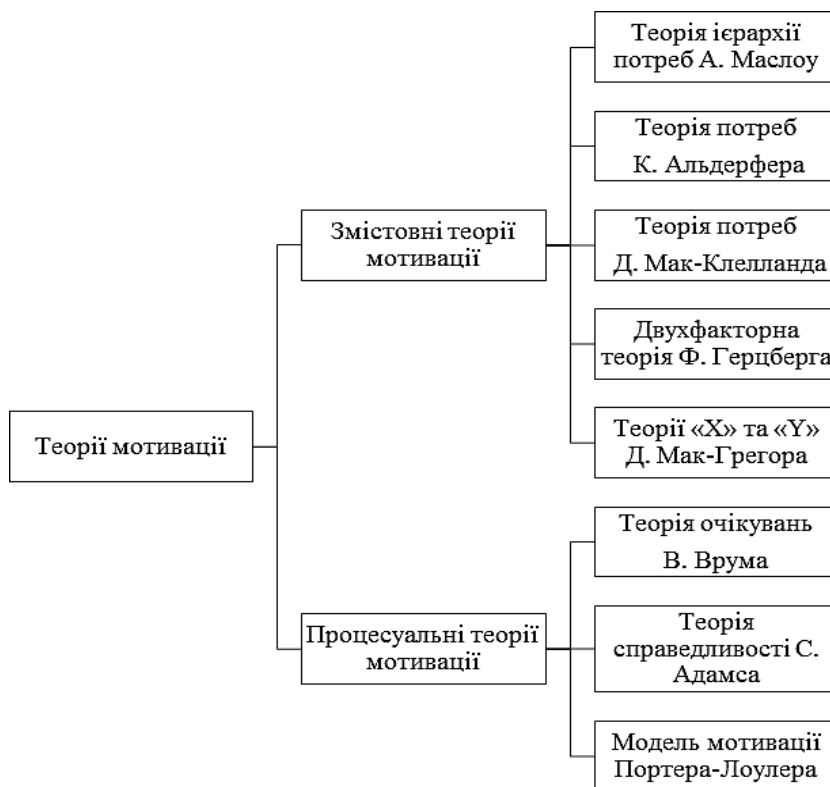 Теорія ієрархії
потреб А. Маслоу
Теорія потреб
К. Альдерфера
Змістовні теорії
мотивації
Теорія потреб
Д. Мак-Клелланда
Двухфакторна
теорія Ф. Герцберга
Теорії мотивації
Теорії «X» та «Y»
Д. Мак-Грегора
Теорія очікувань
В. Врума
Процесуальні теорії
мотивації
Теорія
справедливості С.
Адамса
Модель мотивації
Портера-Лоулера